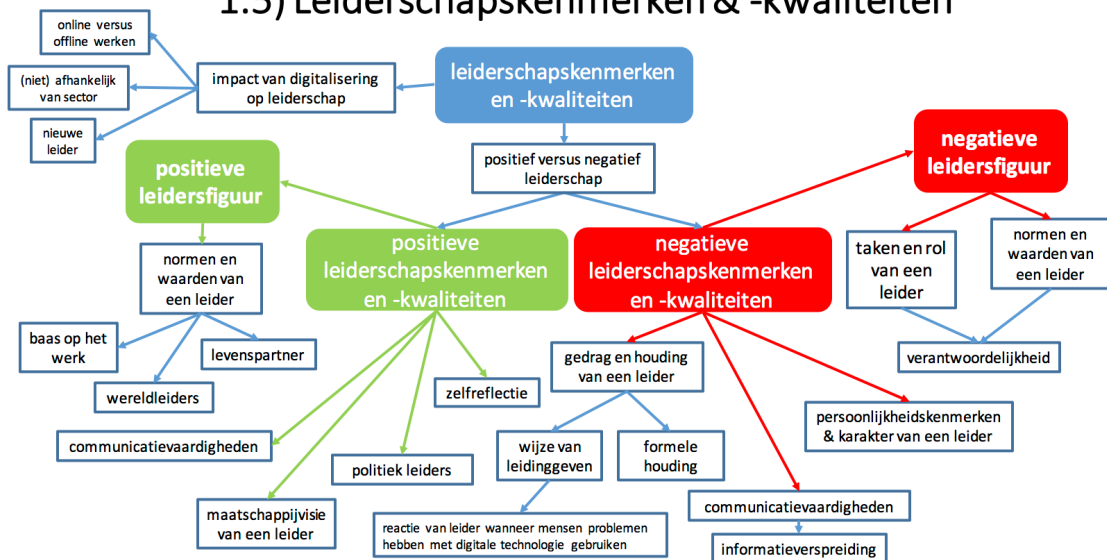 1.3) Leiderschapskenmerken & -kwaliteiten
online versus
offline werken
(niet) afhankelijk
van sector
nieuwe
leider
impact van digitalisering
op leiderschap
leiderschapskenmerken
en -kwaliteiten
positief versus negatief
leiderschap
positieve
leidersfiguur
negatieve
leidersfiguur
normen en
waarden van
een leider
positieve
leiderschapskenmerken
en -kwaliteiten
negatieve
leiderschapskenmerken
en -kwaliteiten
taken en rol
van een
leider
normen en
waarden van
een leider
baas op het
werk
levenspartner
wereldleiders
gedrag en houding
van een leider
verantwoordelijkheid
zelfreflectie
communicatievaardigheden
politiek leiders
maatschappijvisie
van een leider
wijze van
leidinggeven
formele
houding
persoonlijkheidskenmerken
& karakter van een leider
reactie van leider wanneer mensen problemen
hebben met digitale technologie gebruiken
communicatievaardigheden
informatieverspreiding